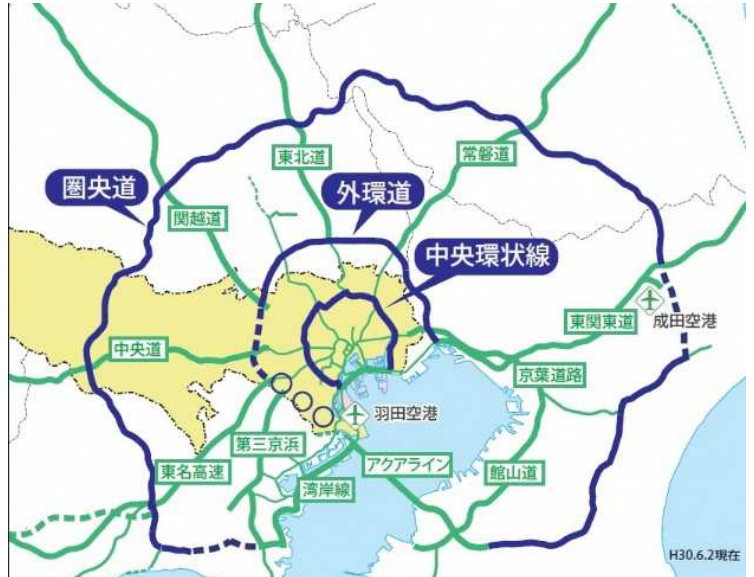 東北道
常磐道
圏央道
外環道
関越道
中央環状線
東関東道
成田空港
中央道
京葉道路
羽田空港
第三京浜
アクアライン
東名高速
館山道
湾岸線
H30.6.2現在